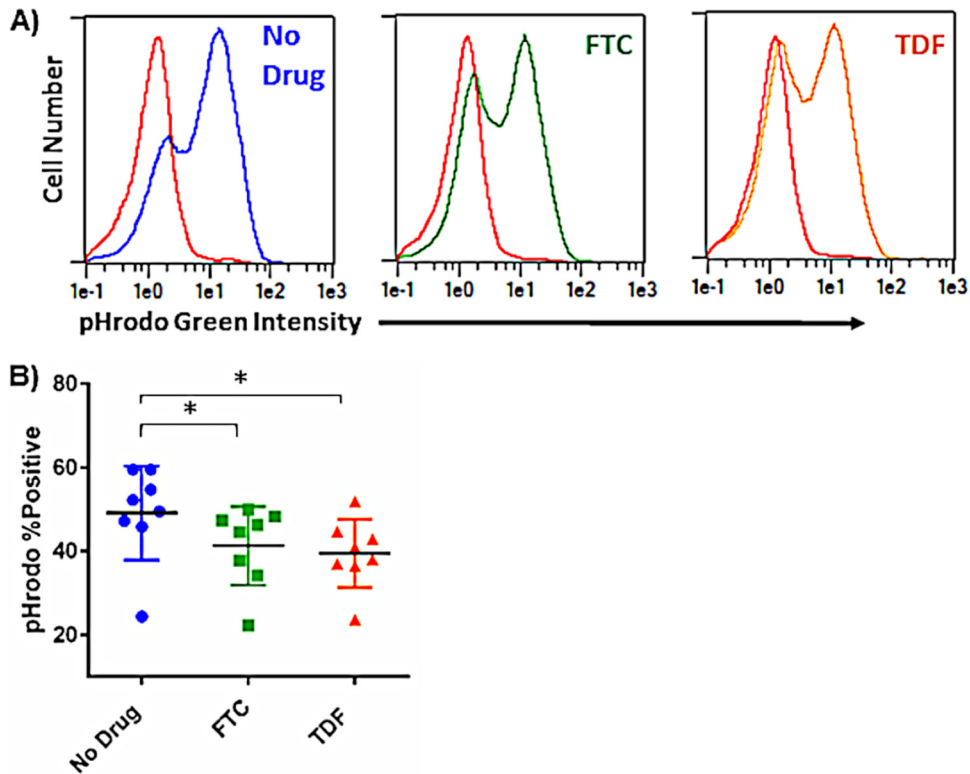 A)
Cell Number
No
Drug
FTC
TDF
1e-1 1e0 1e1 1e2 1e3
1e-1 1e0 1e1 1e2 1e3
1e-1 1e0 1e1 1e2 1e3
pHrodo Green Intensity
B)
pHrodo %Positive
80
60
40
20
*
*
No Drug
FTC
TDF